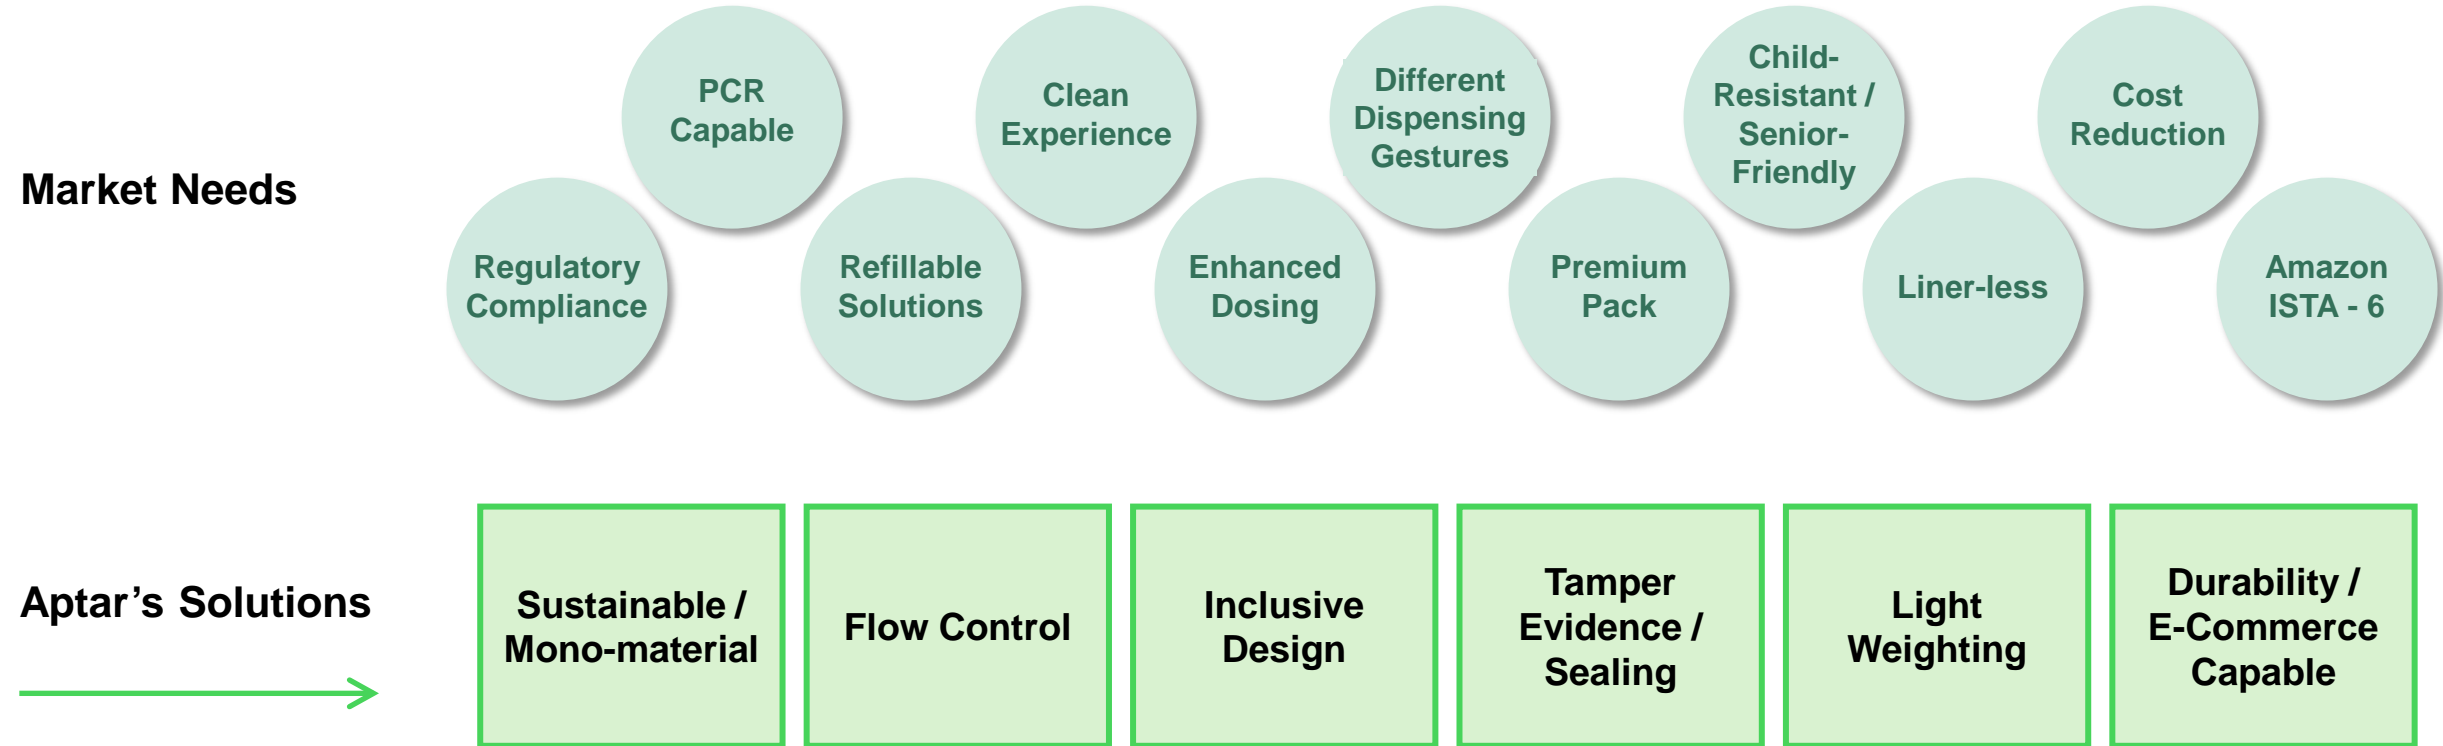 Market Needs
PCR
Capable
Clean
Experience
Different
Dispensing
Gestures
Child-
Resistant /
Senior-
Friendly
Cost
Reduction
Regulatory
Compliance
Refillable
Solutions
Enhanced
Dosing
Premium
Pack
Liner-less
Amazon
ISTA - 6
Aptar’s Solutions
Sustainable /
Mono-material
Flow Control
Inclusive
Design
Tamper
Evidence /
Sealing
Light
Weighting
Durability /
E-Commerce
Capable